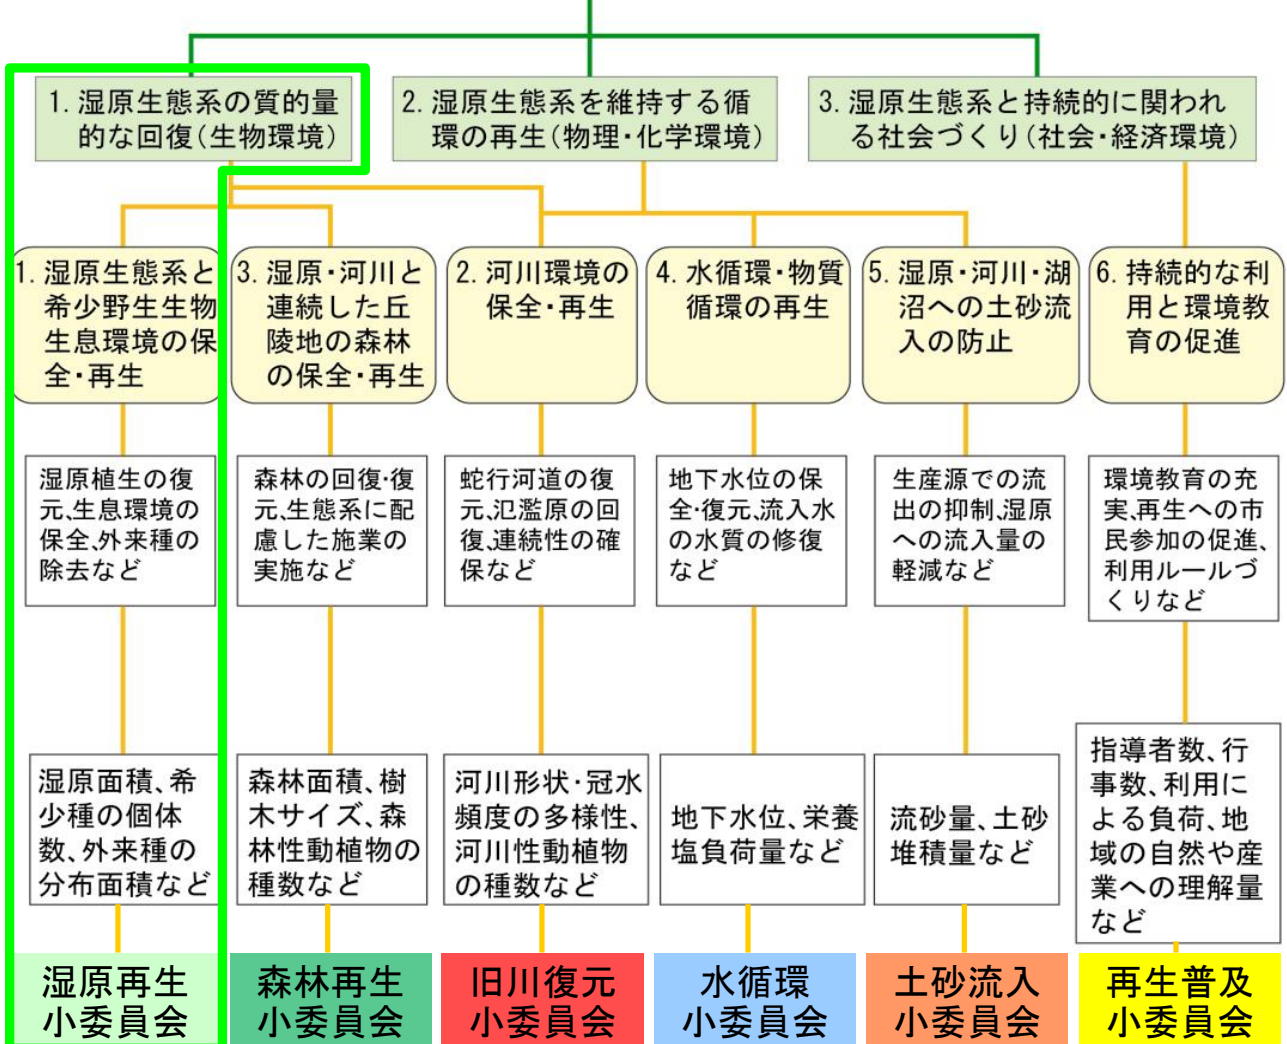 1. 湿原生態系の質的量
的な回復(生物環境)
2. 湿原生態系を維持する循
環の再生(物理・化学環境)
3. 湿原生態系と持続的に関われ
る社会づくり(社会・経済環境)
1. 湿原生態系と
希少野生生物
生息環境の保
全・再生
3. 湿原・河川と
連続した丘
陵地の森林
の保全・再生
2. 河川環境の
保全・再生
4. 水循環・物質
循環の再生
5. 湿原・河川・湖
沼への土砂流
入の防止
6. 持続的な利
用と環境教
育の促進
湿原植生の復
元、生息環境の
保全、外来種の
除去など
森林の回復・復
元、生態系に配
慮した施業の
実施など
蛇行河道の復
元、氾濫原の回
復、連続性の確
保など
地下水位の保
全・復元、流入水
の水質の修復
など
生産源での流
出の抑制、湿原
への流入量の
軽減など
環境教育の充
実、再生への市
民参加の促進、
利用ルールづ
くりなど
湿原面積、希
少種の個体
数、外来種の
分布面積など
森林面積、樹
木サイズ、森
林性動植物の
種数など
河川形状・冠水
頻度の多様性、
河川性動植物
の種数など
地下水位、栄養
塩負荷量など
流砂量、土砂
堆積量など
指導者数、行
事数、利用に
よる負荷、地
域の自然や産
業への理解量
など
湿原再生
小委員会
森林再生
小委員会
旧川復元
小委員会
水循環
小委員会
土砂流入
小委員会
再生普及
小委員会